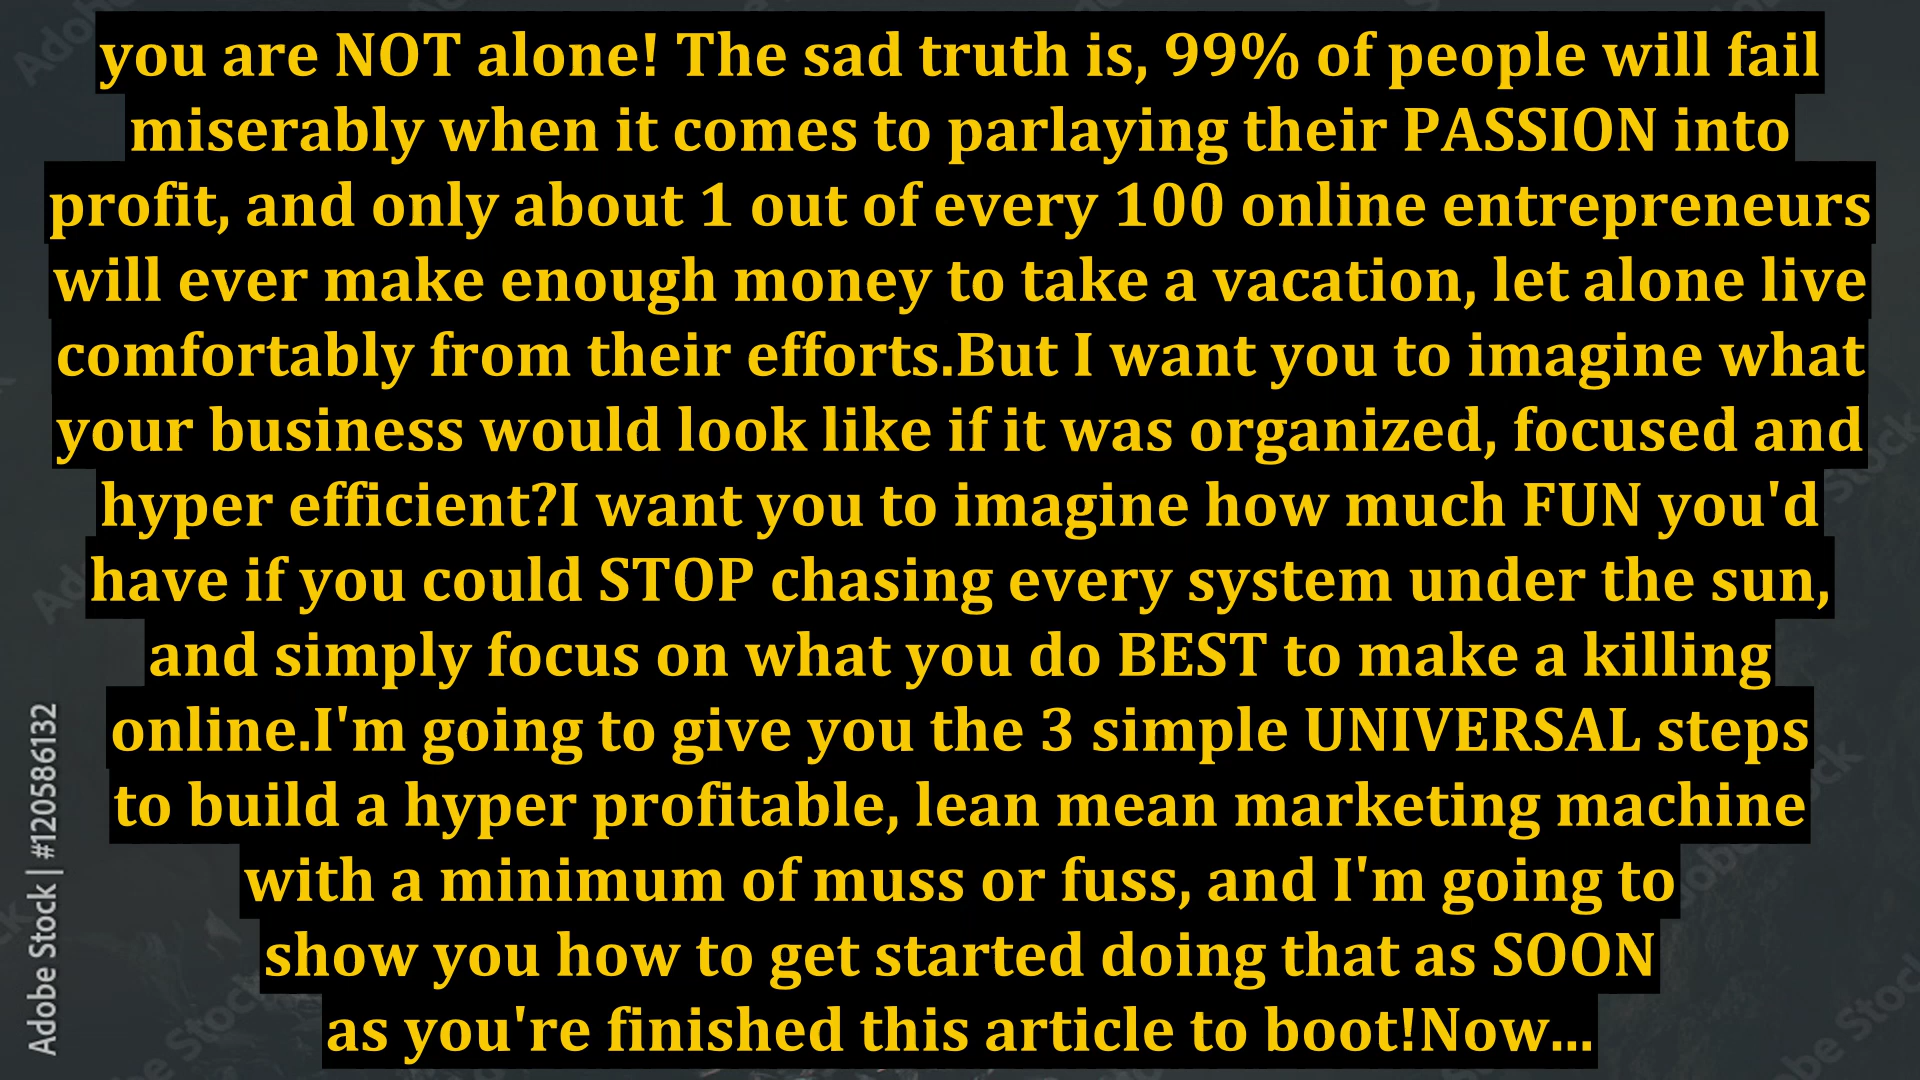 you are NOT alone! The sad truth is, 99% of people will fail
miserably when it comes to parlaying their PASSION into
profit, and only about 1 out of every 100 online entrepreneurs
will ever make enough money to take a vacation, let alone live
comfortably from their efforts.But I want you to imagine what
your business would look like if it was organized, focused and
hyper efficient?I want you to imagine how much FUN you'd
have if you could STOP chasing every system under the sun,
and simply focus on what you do BEST to make a killing
online.I'm going to give you the 3 simple UNIVERSAL steps
to build a hyper profitable, lean mean marketing machine
with a minimum of muss or fuss, and I'm going to
show you how to get started doing that as SOON
as you're finished this article to boot!Now...
Adobe Stock | #120586132